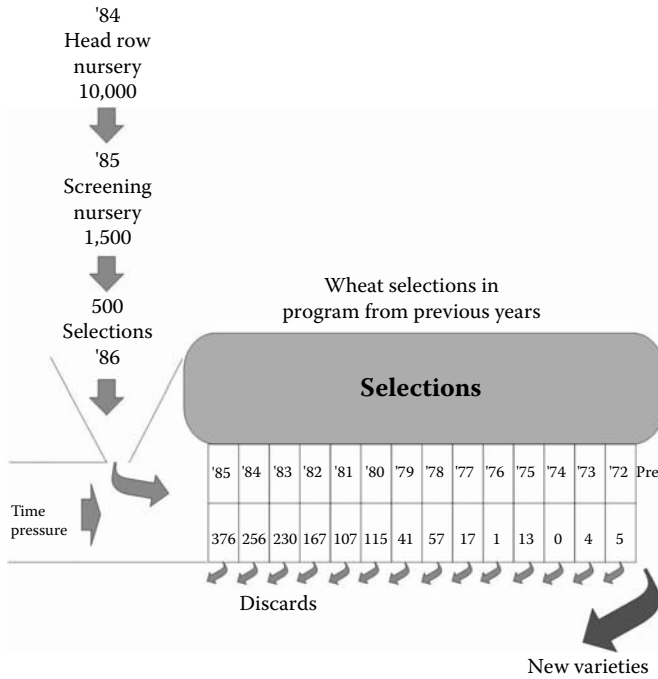 '84
Head row
nursery
10,000
'85
Screening
nursery
1,500
500
Selections
'86
Wheat selections in
program from previous years
Selections
'85 '84 '83 '82 '81 '80 '79 '78 '77 '76 '75 '74 '73 '72 Pre
Time
pressure
376 256 230 167 107 115 41 57 17 1 13 0 4 5
Discards
New varieties